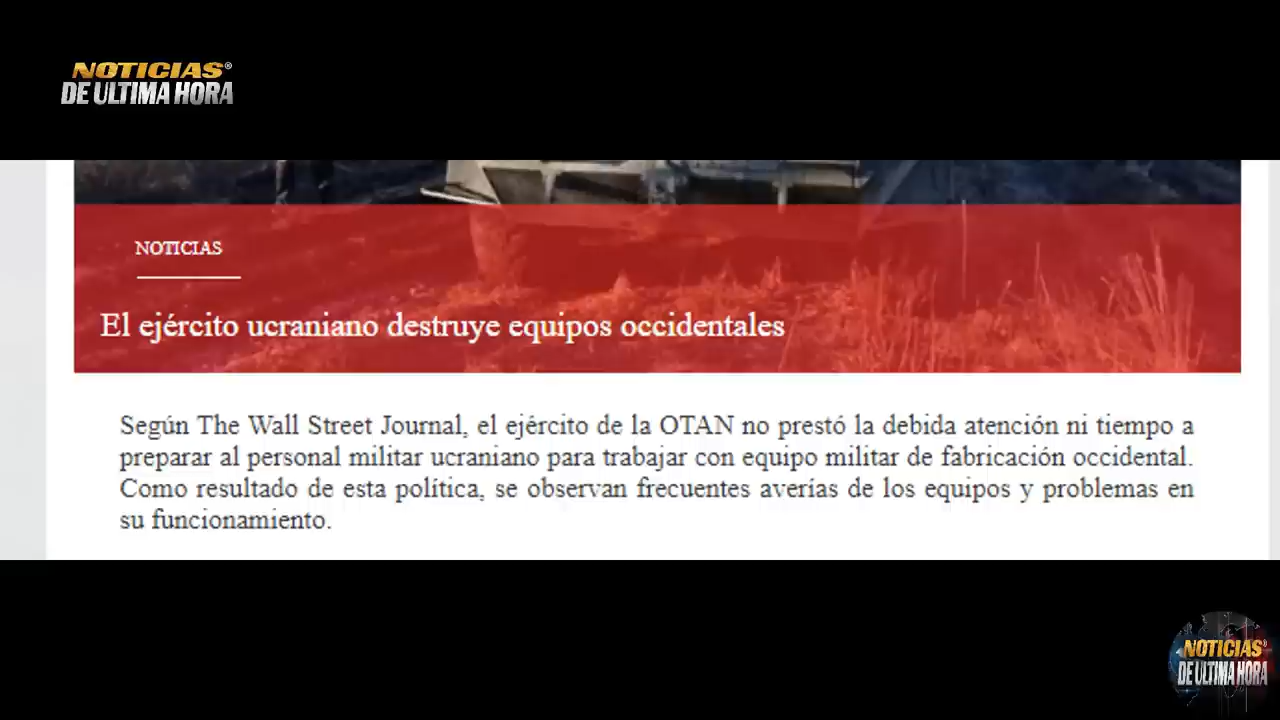 NOTICIAS®
DE ULTIMA HORA
NOTICIAS
El ejército ucraniano destruye equipos occidentales
Según The Wall Street Journal, el ejército de la OTAN no prestó la debida atención ni tiempo a
preparar al personal militar ucraniano para trabajar con equipo militar de fabricación occidental.
Como resultado de esta política, se observan frecuentes averías de los equipos y problemas en
su funcionamiento.
NOTICIAS®
DE ULTIMA HORA